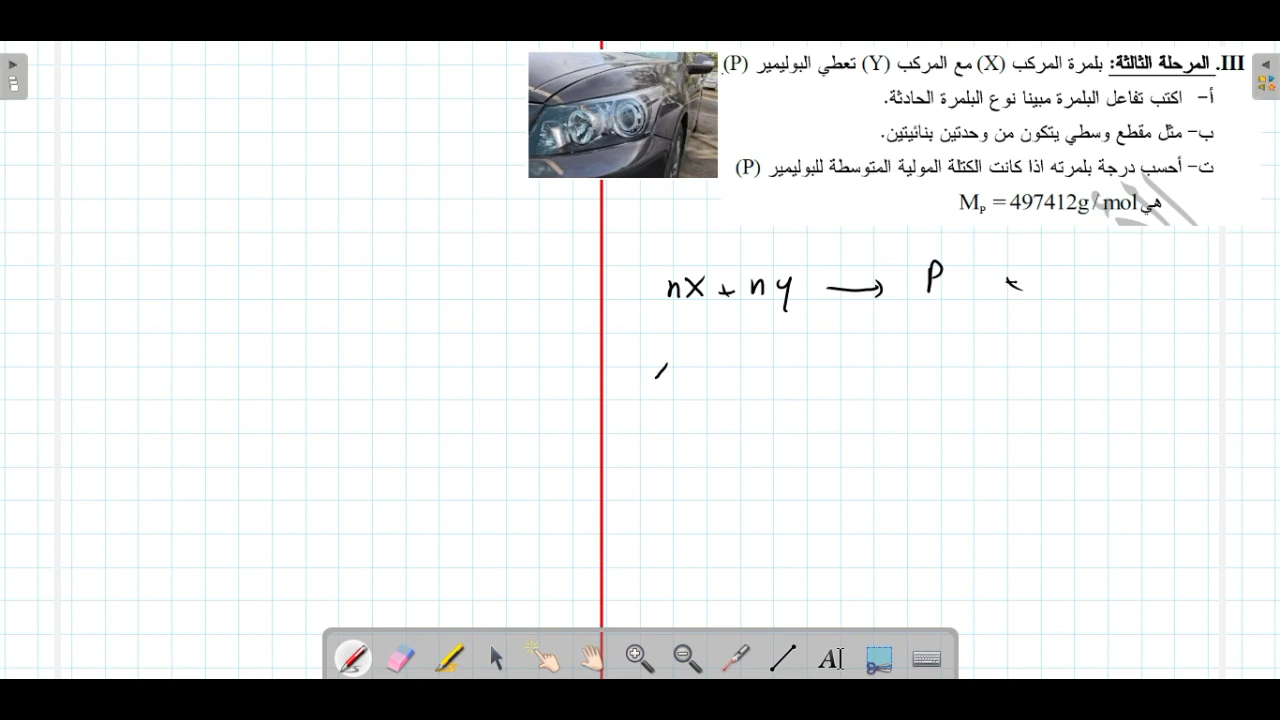 III. المرحلة الثالثة: بلمرة المركب (X) مع المركب (Y) تعطي البوليمير (P).
أ- اكتب تفاعل البلمرة مبينا نوع البلمرة الحادثة.
ب- مثل مقطع وسطي يتكون من وحدتين بنائيتين.
ت- أحسب درجة بلمرته اذا كانت الكتلة المولية المتوسطة للبوليمير (P)
هي M_P = 497412g/mol
nX + ny → P +